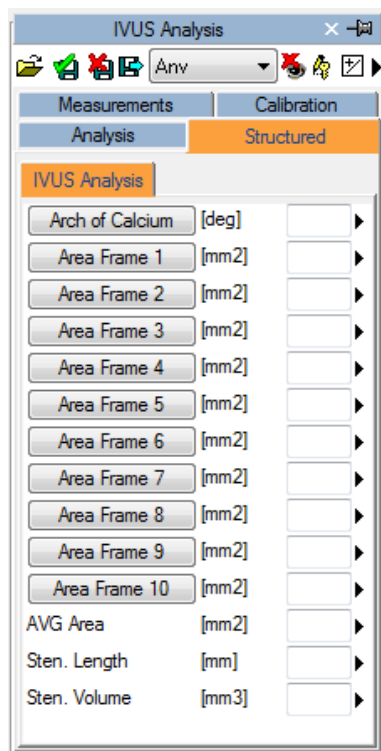 IVUS Analysis
Anv
Measurements Calibration
Analysis Structured
IVUS Analysis
Arch of Calcium [deg]
Area Frame 1 [mm2]
Area Frame 2 [mm2]
Area Frame 3 [mm2]
Area Frame 4 [mm2]
Area Frame 5 [mm2]
Area Frame 6 [mm2]
Area Frame 7 [mm2]
Area Frame 8 [mm2]
Area Frame 9 [mm2]
Area Frame 10 [mm2]
AVG Area [mm2]
Sten. Length [mm]
Sten. Volume [mm3]